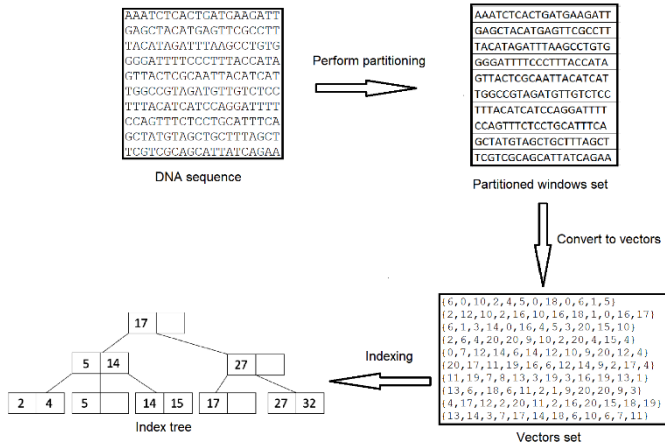 AAATCTCACTGATGAAGATT
GAGCTACATGAGTTCGCCTT
TACATAGATTTAAGCCTGTG
GGGATTTTCCCTTTACCATA
GTTACTCGCAATTACATCAT
TGGCCGTAGATGTTGTCTCC
TTTACATCATCCAGGATTTT
CCAGTTTCTCCTGCATTTCA
GCTATGTAGCTGCTTTAGCT
TCGTCGCAGCATTATCAGAA
DNA sequence
Perform partitioning
AAATCTCACTGATGAAGATT
GAGCTACATGAGTTCGCCTT
TACATAGATTTAAGCCTGTG
GGGATTTTCCCTTTACCATA
GTTACTCGCAATTACATCAT
TGGCCGTAGATGTTGTCTCC
TTTACATCATCCAGGATTTT
CCAGTTTCTCCTGCATTTCA
GCTATGTAGCTGCTTTAGCT
TCGTCGCAGCATTATCAGAA
Partitioned windows set
Convert to vectors
{6,0,10,2,4,5,0,18,0,6,1,5}
{2,12,10,2,16,10,16,18,1,0,16,17}
{6,1,3,14,0,16,4,5,3,20,15,10}
{2,6,4,20,20,9,10,2,20,4,15,4}
{0,7,12,14,6,14,12,10,9,20,12,4}
{20,17,11,19,16,6,12,14,9,2,17,4}
{11,19,7,8,13,3,19,3,16,19,13,1}
{13,6,,18,6,11,2,1,9,20,20,9,3}
{4,17,12,2,20,11,2,16,20,15,18,19}
{13,14,3,7,17,14,18,6,10,6,7,11}
Vectors set
Indexing
17
5 14
27
2 4
5
14 15
17
27 32
Index tree